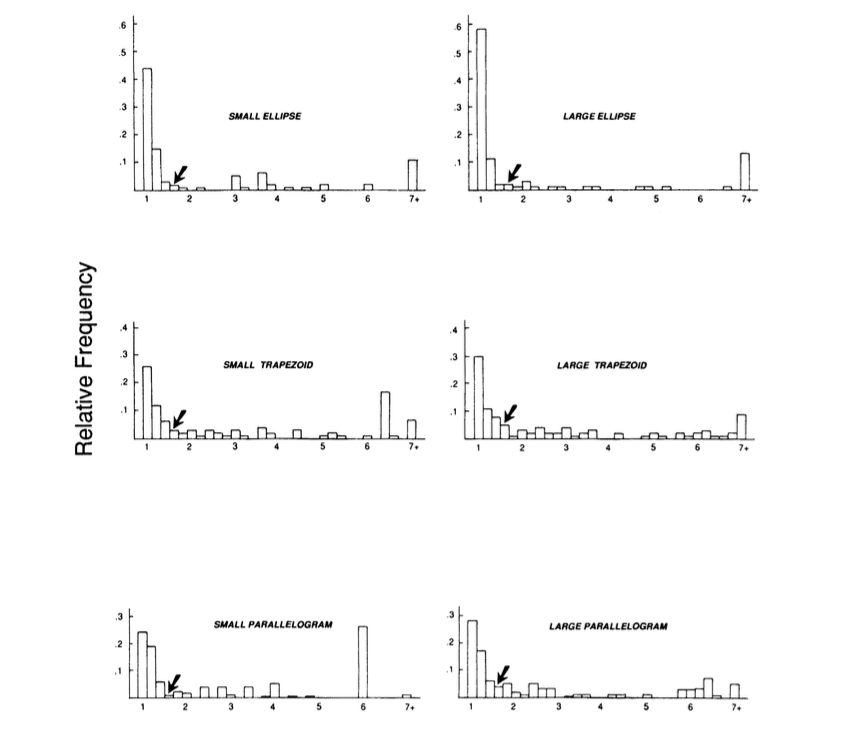 Relative Frequency
SMALL ELLIPSE
.6
.5
.4
.3
.2
.1
1 2 3 4 5 6 7+
LARGE ELLIPSE
.6
.5
.4
.3
.2
.1
1 2 3 4 5 6 7+
SMALL TRAPEZOID
.4
.3
.2
.1
1 2 3 4 5 6 7+
LARGE TRAPEZOID
.4
.3
.2
.1
1 2 3 4 5 6 7+
SMALL PARALLELOGRAM
.3
.2
.1
1 2 3 4 5 6 7+
LARGE PARALLELOGRAM
.3
.2
.1
1 2 3 4 5 6 7+